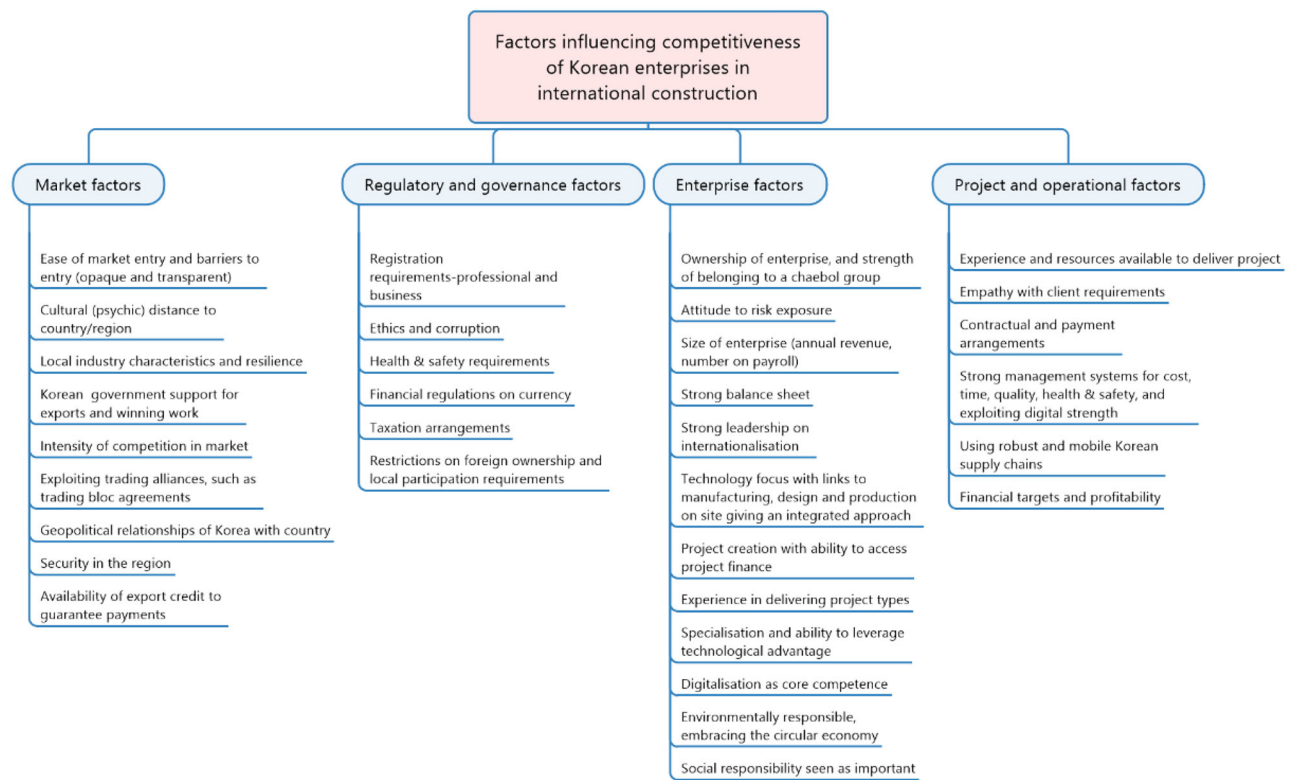 Factors influencing competitiveness
of Korean enterprises in
international construction
Market factors
Regulatory and governance factors
Enterprise factors
Project and operational factors
Ease of market entry and barriers to
entry (opaque and transparent)
Cultural (psychic) distance to
country/region
Local industry characteristics and resilience
Korean government support for
exports and winning work
Intensity of competition in market
Exploiting trading alliances, such as
trading bloc agreements
Geopolitical relationships of Korea with country
Security in the region
Availability of export credit to
guarantee payments
Registration
requirements-professional and
business
Ethics and corruption
Health & safety requirements
Financial regulations on currency
Taxation arrangements
Restrictions on foreign ownership and
local participation requirements
Ownership of enterprise, and strength
of belonging to a chaebol group
Attitude to risk exposure
Size of enterprise (annual revenue,
number on payroll)
Strong balance sheet
Strong leadership on
internationalisation
Technology focus with links to
manufacturing, design and production
on site giving an integrated approach
Project creation with ability to access
project finance
Experience in delivering project types
Specialisation and ability to leverage
technological advantage
Digitalisation as core competence
Environmentally responsible,
embracing the circular economy
Social responsibility seen as important
Experience and resources available to deliver project
Empathy with client requirements
Contractual and payment
arrangements
Strong management systems for cost,
time, quality, health & safety, and
exploiting digital strength
Using robust and mobile Korean
supply chains
Financial targets and profitability